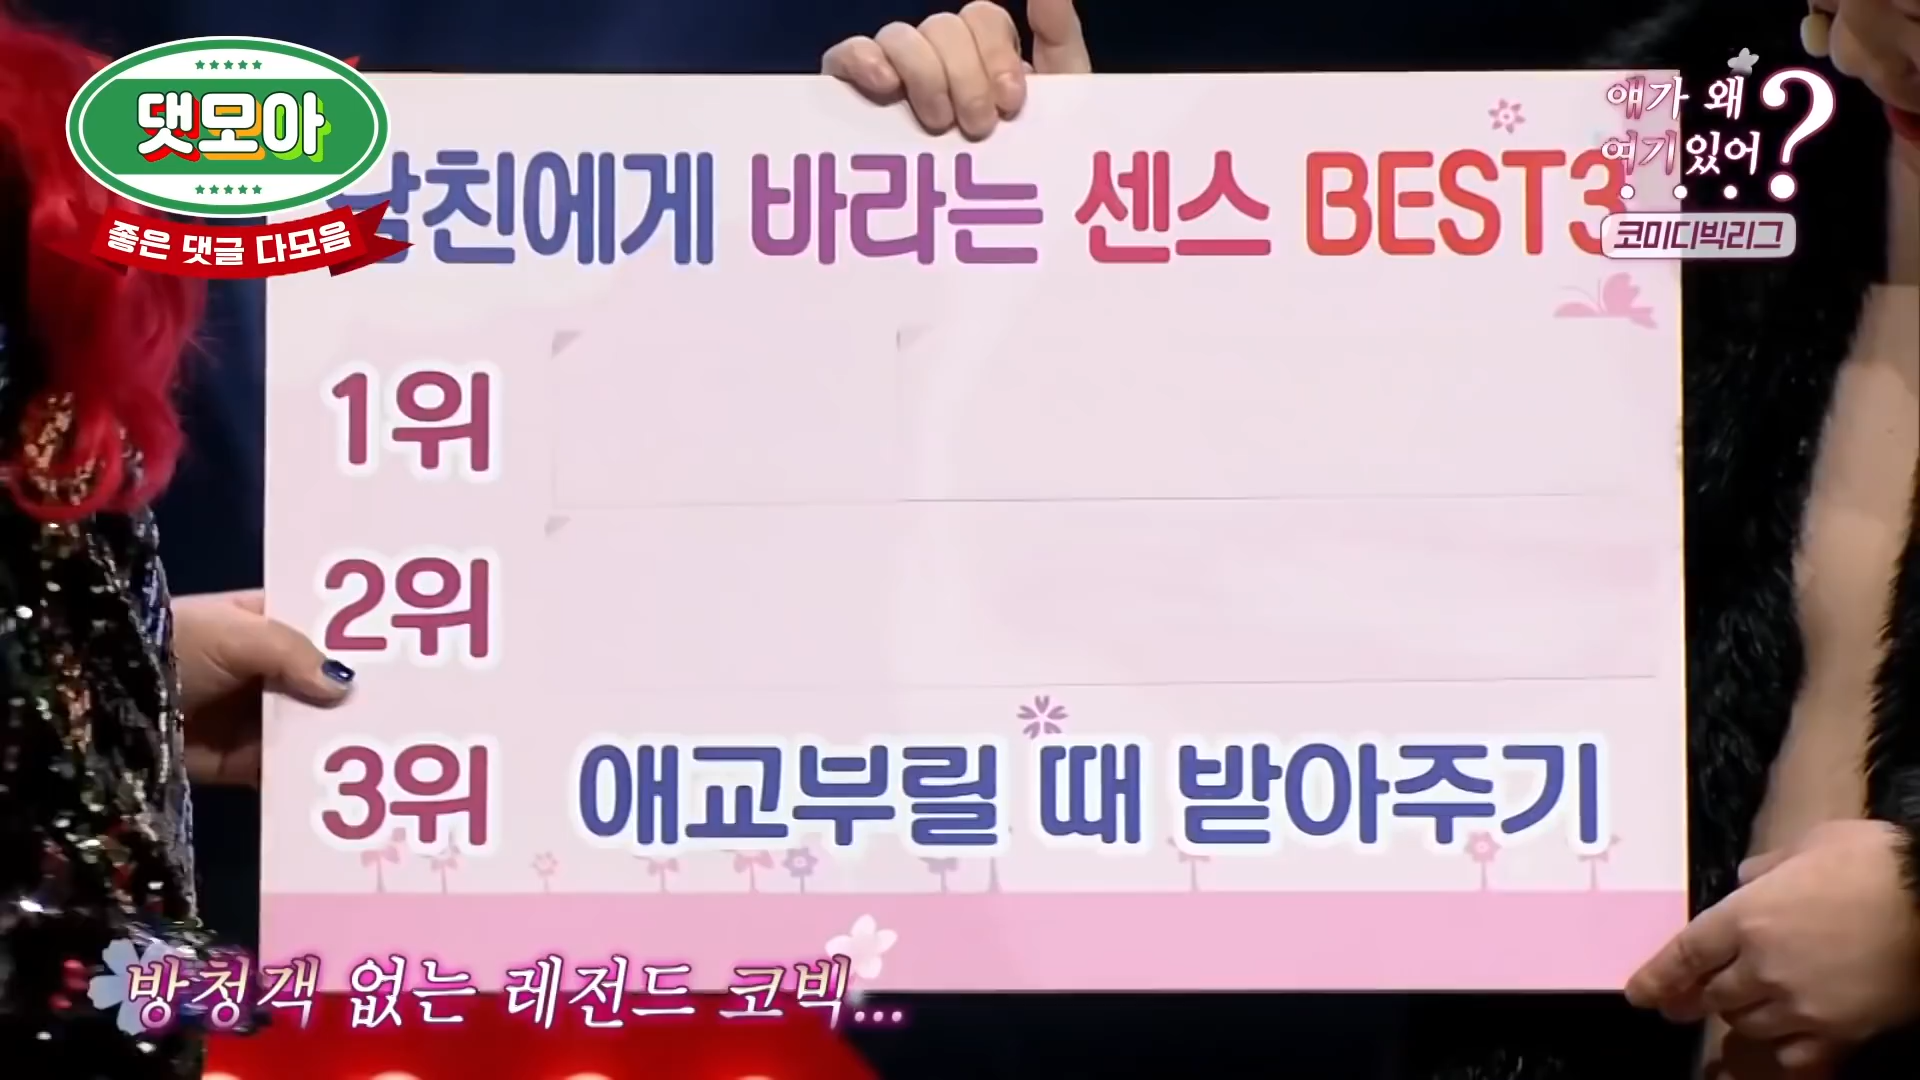 댓모아
좋은 댓글 다모음
얘가 왜
여기 있어?
코미디빅리그
남친에게 바라는 센스 BEST3
1위
2위
3위 애교부릴 때 받아주기
방청객 없는 레전드 코빅...